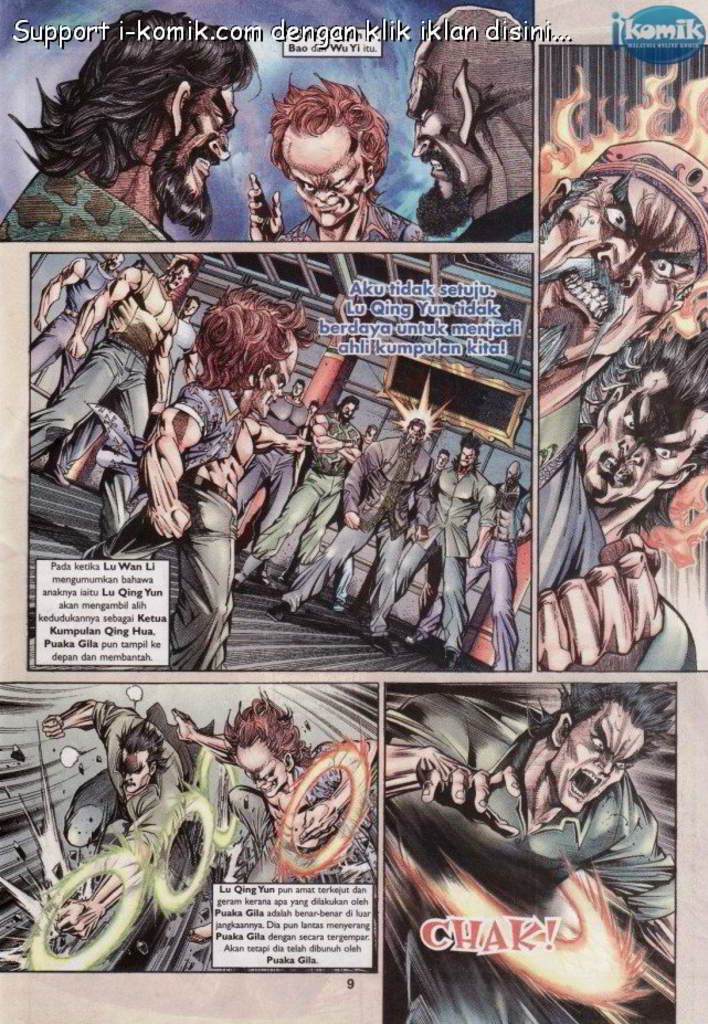 Support i-komik.com dengan klik iklan disini...
ikomik
MALAYSIA ONLINE KOMIK
Bao dan Wu Yi itu.
Aku tidak setuju.
Lu Qing Yun tidak
berdaya untuk menjadi
ahli kumpulan kita!
Pada ketika Lu Wan Li
mengumumkan bahawa
anaknya iaitu Lu Qing Yun
akan mengambil alih
kedudukannya sebagai Ketua
Kumpulan Qing Hua,
Puaka Gila pun tampil ke
depan dan membantah.
Lu Qing Yun pun amat terkejut dan
geram kerana apa yang dilakukan oleh
Puaka Gila adalah benar-benar di luar
jangkaannya. Dia pun lantas menyerang
Puaka Gila dengan secara tergempar.
Akan tetapi dia telah dibunuh oleh
Puaka Gila.
CHAK!
9